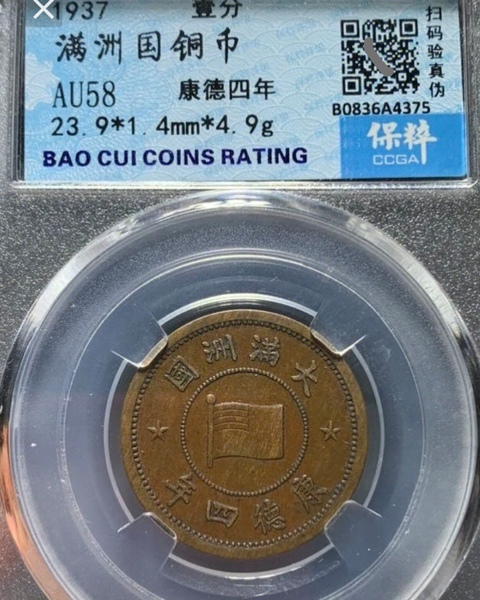 1937 壹分
满洲国铜币
AU58 康德四年
23.9*1.4mm*4.9g
BAO CUI COINS RATING
扫码验真伪
B0836A4375
保粹
CCGA
大满洲國
康德四年